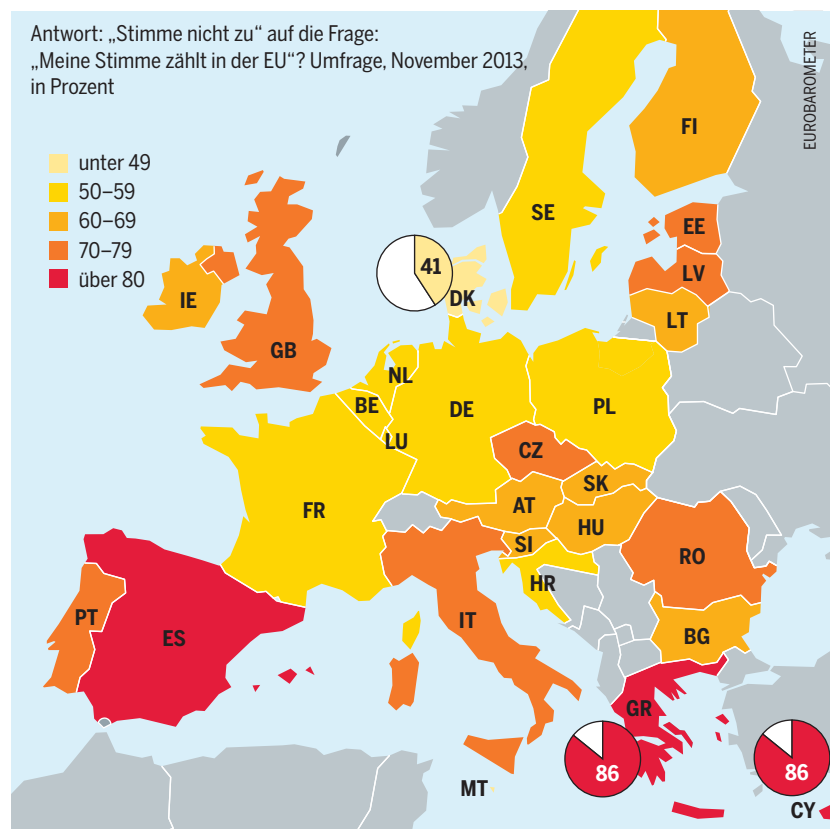 Antwort: „Stimme nicht zu“ auf die Frage:
„Meine Stimme zählt in der EU“? Umfrage, November 2013,
in Prozent
EUROBAROMETER
unter 49
50–59
60–69
70–79
über 80
FI
SE
EE
LV
LT
41
DK
IE
GB
NL
BE
LU
DE
PL
CZ
SK
AT
HU
SI
HR
FR
RO
BG
IT
PT
ES
GR
86
86
MT
CY